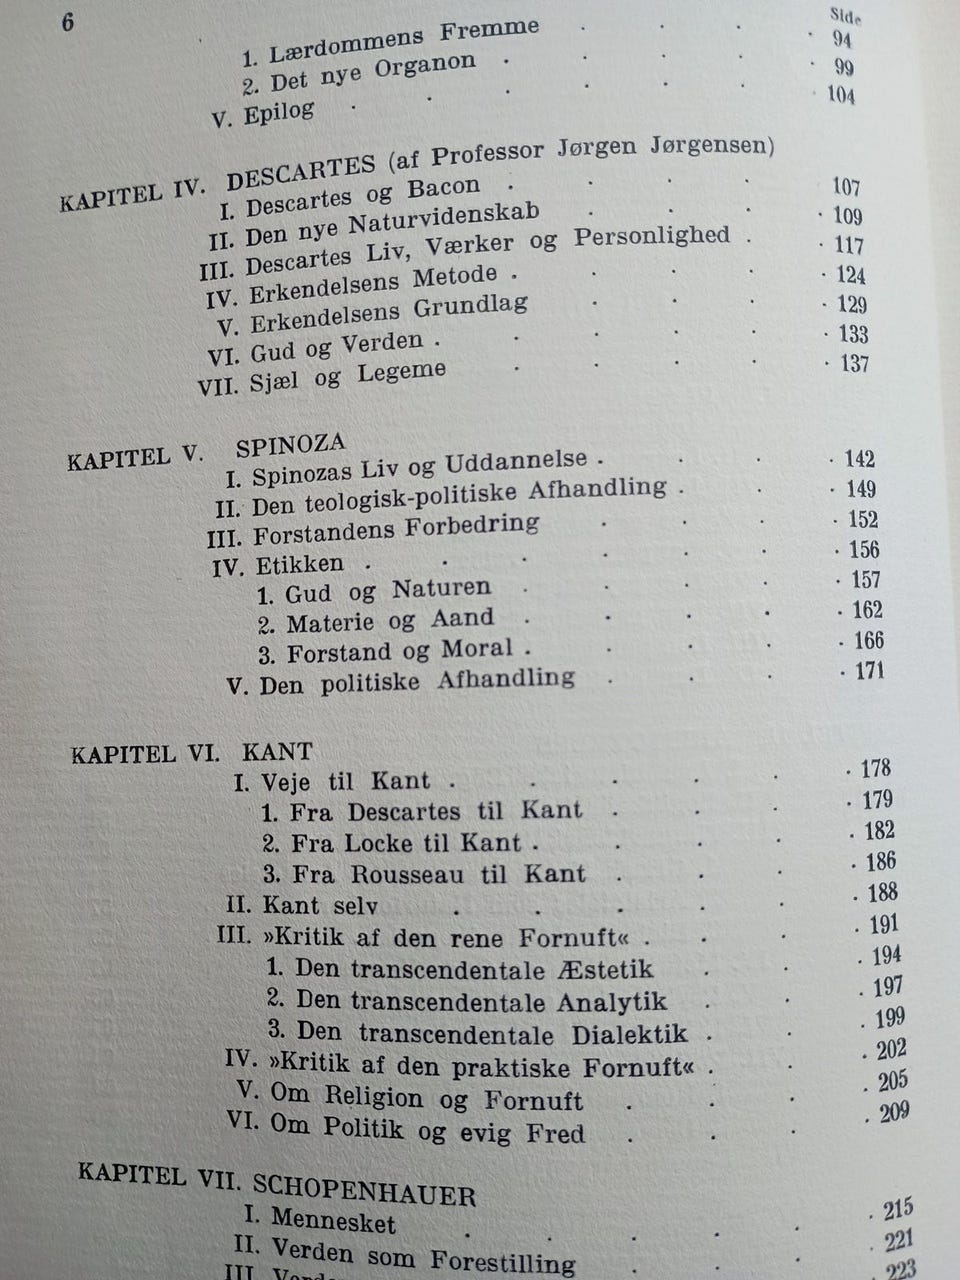 6
Side
1. Lærdommens Fremme . . . . 94
2. Det nye Organon . . . . . 99
V. Epilog . . . . . . . 104
KAPITEL IV. DESCARTES (af Professor Jørgen Jørgensen)
I. Descartes og Bacon . . . . 107
II. Den nye Naturvidenskab . . . . 109
III. Descartes Liv, Værker og Personlighed . . 117
IV. Erkendelsens Metode . . . . . 124
V. Erkendelsens Grundlag . . . . 129
VI. Gud og Verden . . . . . . 133
VII. Sjæl og Legeme . . . . . 137
KAPITEL V. SPINOZA
I. Spinozas Liv og Uddannelse . . . . 142
II. Den teologisk-politiske Afhandling . . . 149
III. Forstandens Forbedring . . . . 152
IV. Etikken . . . . . . . 156
1. Gud og Naturen . . . . . 157
2. Materie og Aand . . . . . 162
3. Forstand og Moral . . . . . 166
V. Den politiske Afhandling . . . . 171
KAPITEL VI. KANT
I. Veje til Kant . . . . . . 178
1. Fra Descartes til Kant . . . . 179
2. Fra Locke til Kant . . . . . 182
3. Fra Rousseau til Kant . . . . 186
II. Kant selv . . . . . . 188
III. »Kritik af den rene Fornuft« . . . . 191
1. Den transcendentale Æstetik . . . 194
2. Den transcendentale Analytik . . . 197
3. Den transcendentale Dialektik . . . 199
IV. »Kritik af den praktiske Fornuft« . . . 202
V. Om Religion og Fornuft . . . . 205
VI. Om Politik og evig Fred . . . . 209
KAPITEL VII. SCHOPENHAUER
I. Mennesket . . . . . . 215
II. Verden som Forestilling . . . . 221
III. 223